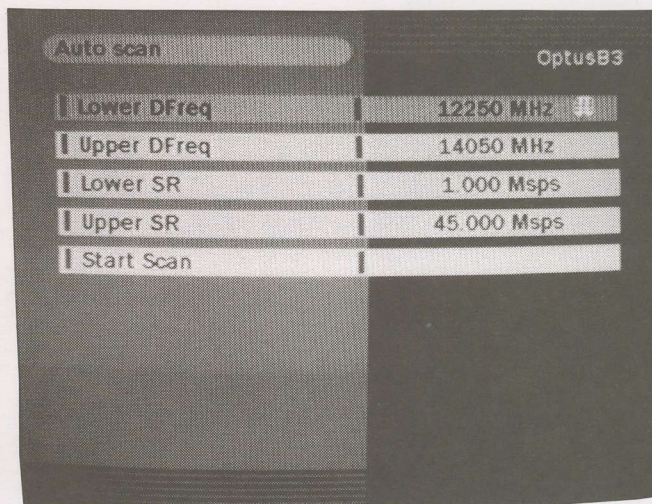 Auto scan
OptusB3
Lower DFreq 12250 MHz
Upper DFreq 14050 MHz
Lower SR 1.000 Msps
Upper SR 45.000 Msps
Start Scan